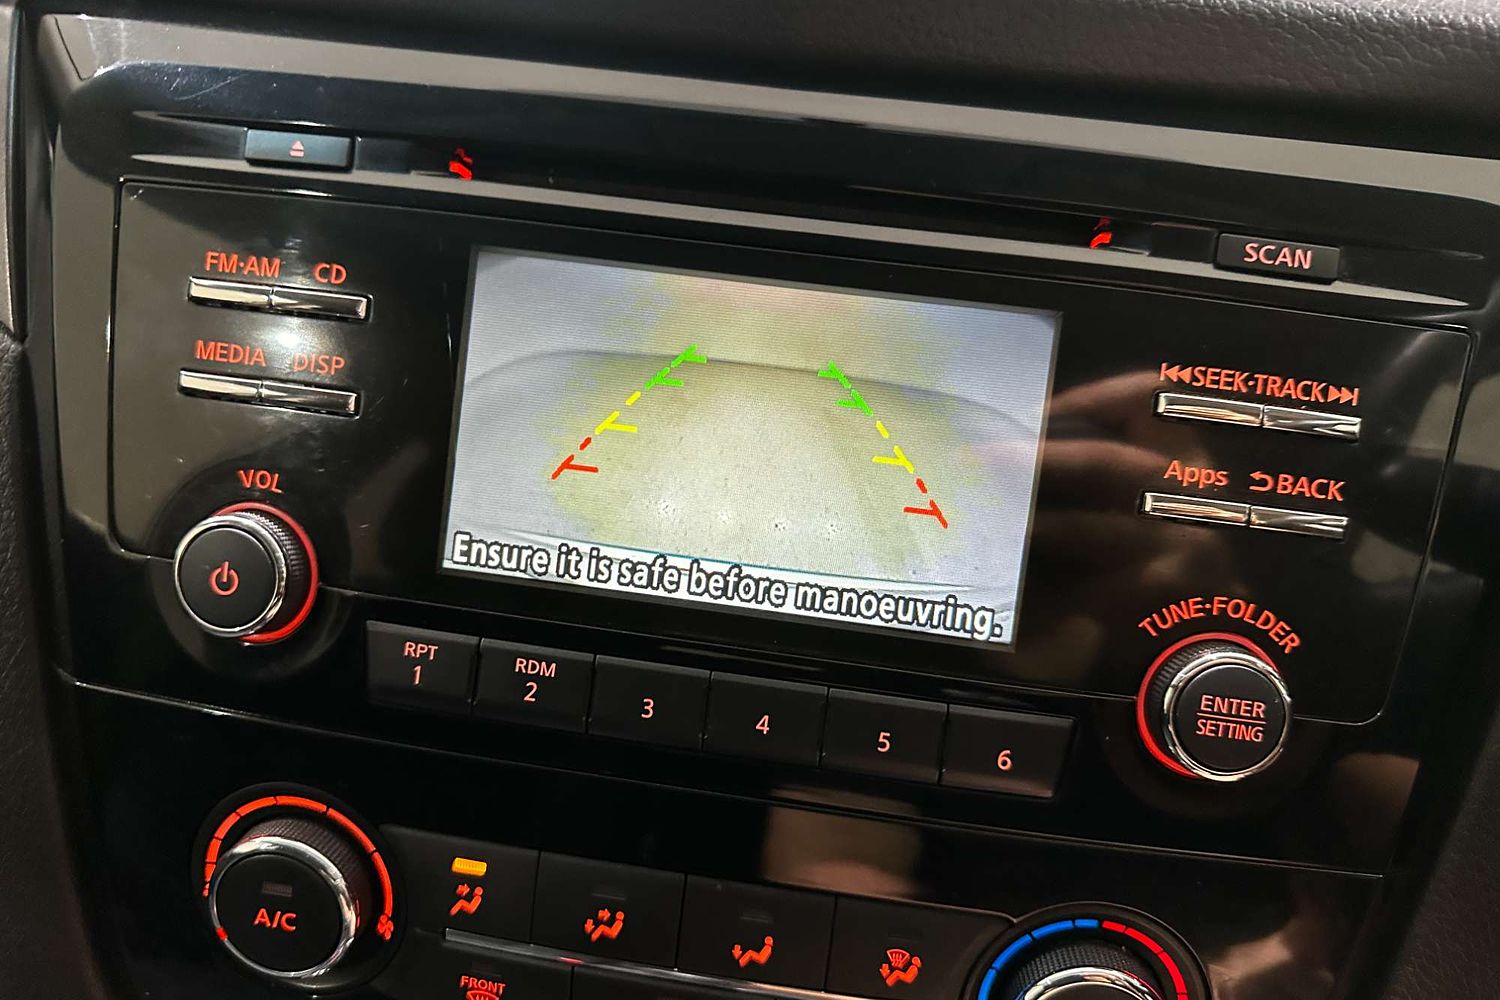 SCAN
FM·AM CD
MEDIA DISP
SEEK·TRACK
Apps BACK
VOL
Ensure it is safe before manoeuvring.
TUNE·FOLDER
RPT
1
RDM
2
3
4
5
6
ENTER
SETTING
A/C
FRONT